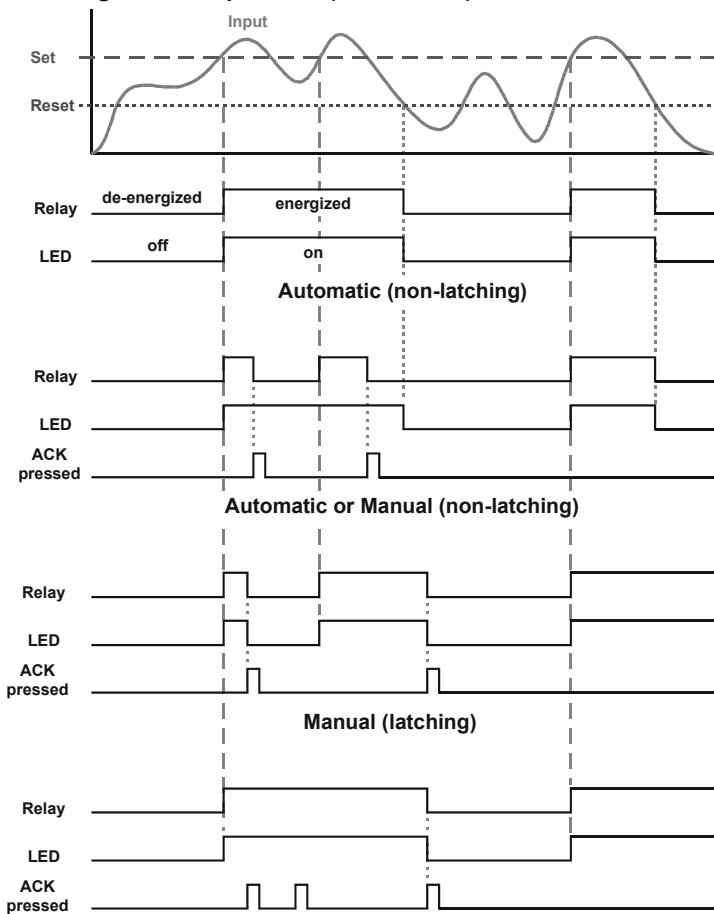 Input
Set
Reset
de-energized
energized
Relay
off
on
LED
Automatic (non-latching)
Relay
LED
ACK
pressed
Automatic or Manual (non-latching)
Relay
LED
ACK
pressed
Manual (latching)
Relay
LED
ACK
pressed